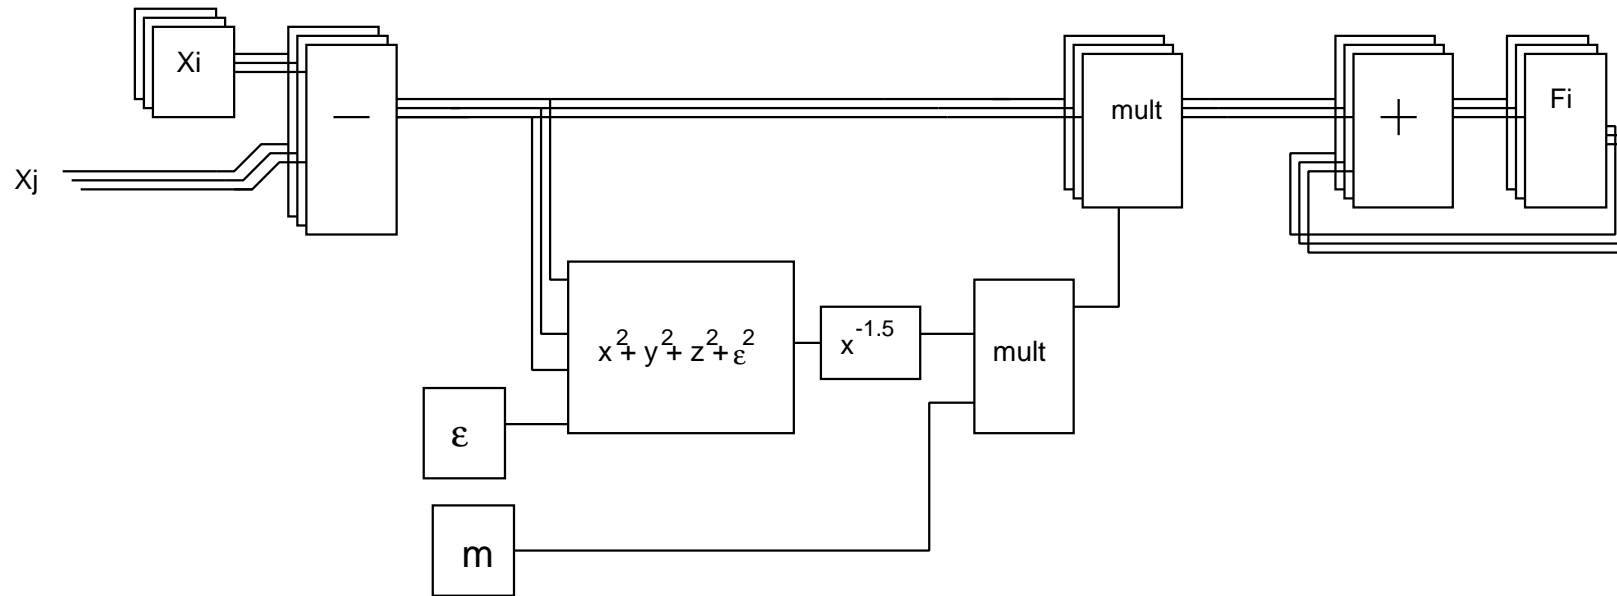 Xi
Xj
—
mult
+
Fi
x²+ y²+ z²+ ε²
x^-1.5
mult
ε
m